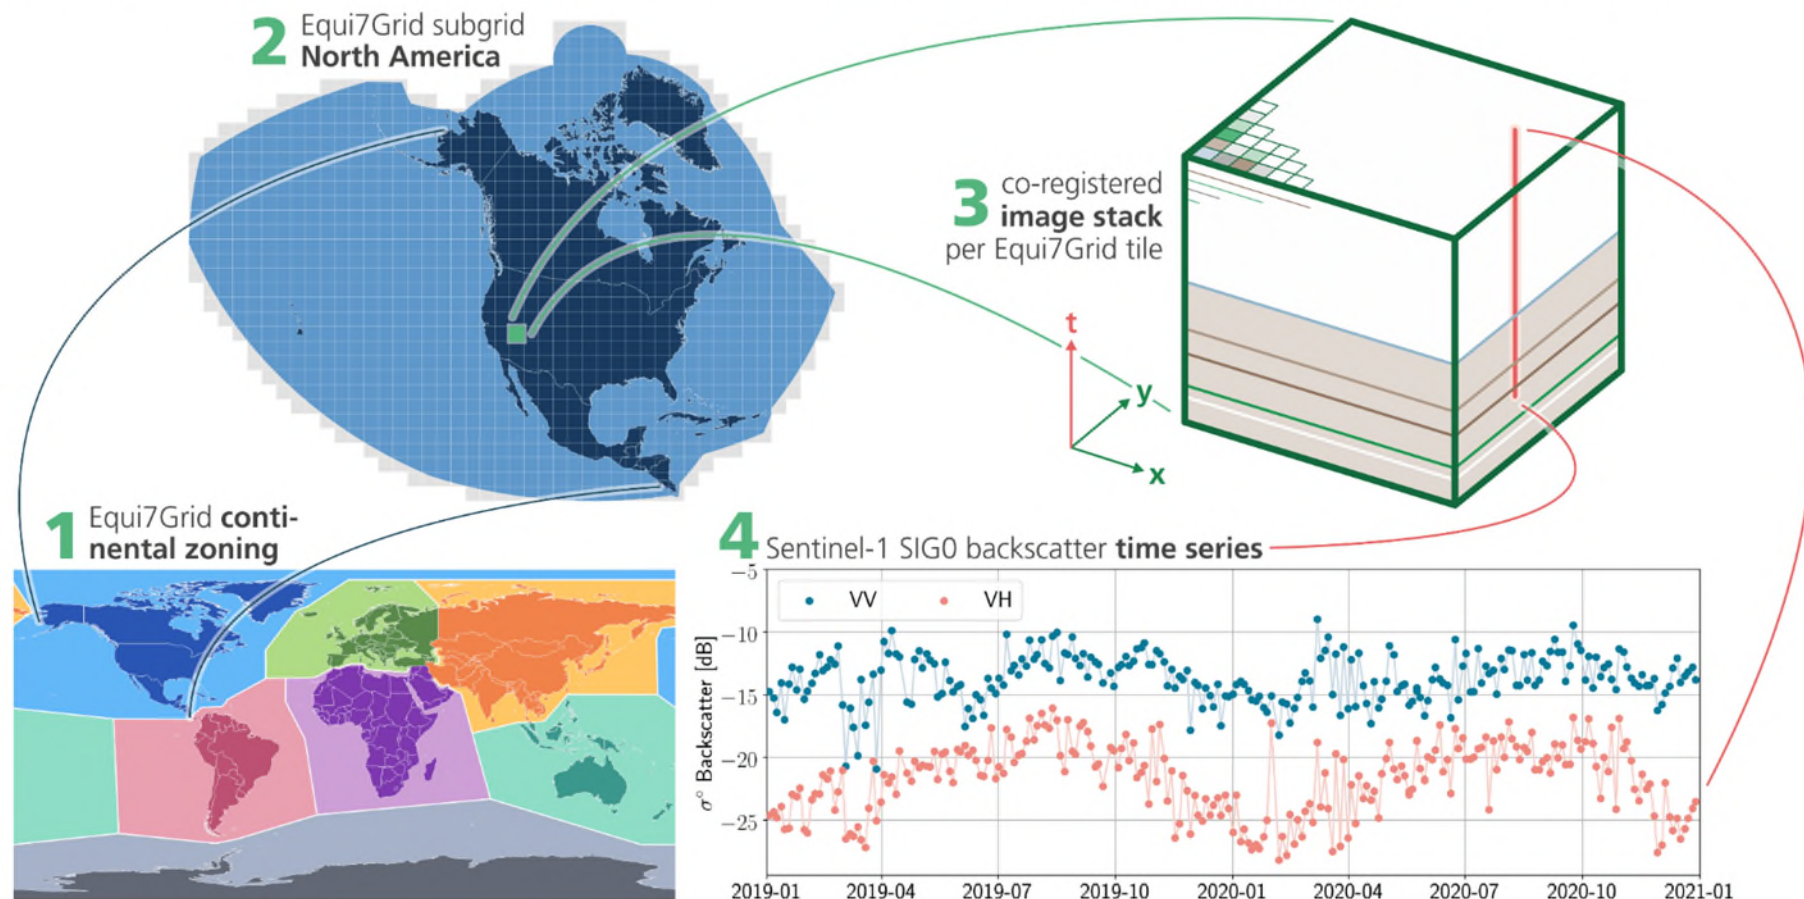 2 Equi7Grid subgrid
North America
3 co-registered
image stack
per Equi7Grid tile
t
y
x
1 Equi7Grid conti-
nental zoning
4 Sentinel-1 SIG0 backscatter time series
VV VH
σ° Backscatter [dB]
−5
−10
−15
−20
−25
2019-01 2019-04 2019-07 2019-10 2020-01 2020-04 2020-07 2020-10 2021-01